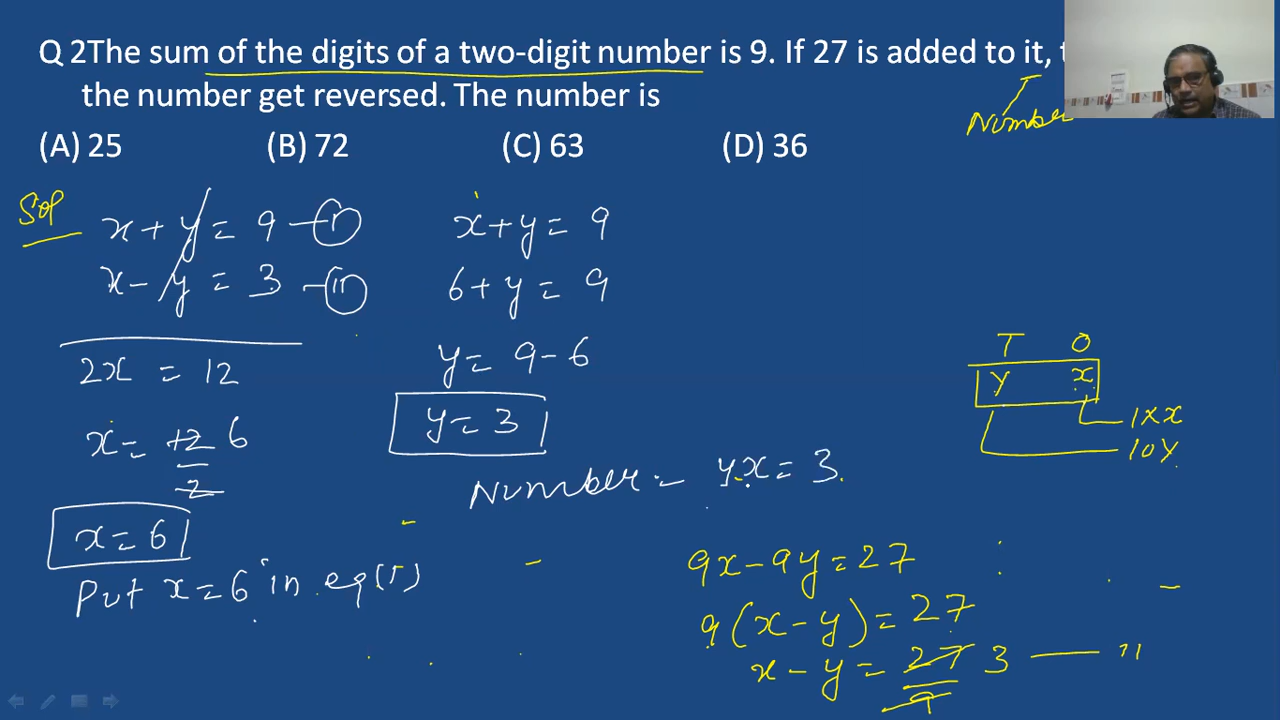 Q 2The sum of the digits of a two-digit number is 9. If 27 is added to it,
the number get reversed. The number is
Number
(A) 25 (B) 72 (C) 63 (D) 36
Sol
x + y = 9 — (I)
x - y = 3 — (II)
2x = 12
x = 12/2 6
x = 6
Put x = 6 in eq (I)
x + y = 9
6 + y = 9
y = 9 - 6
y = 3
Number = yx = 3
T O
y x
1×x
10y
9x - 9y = 27
9(x - y) = 27
x - y = 27/9 3 — II